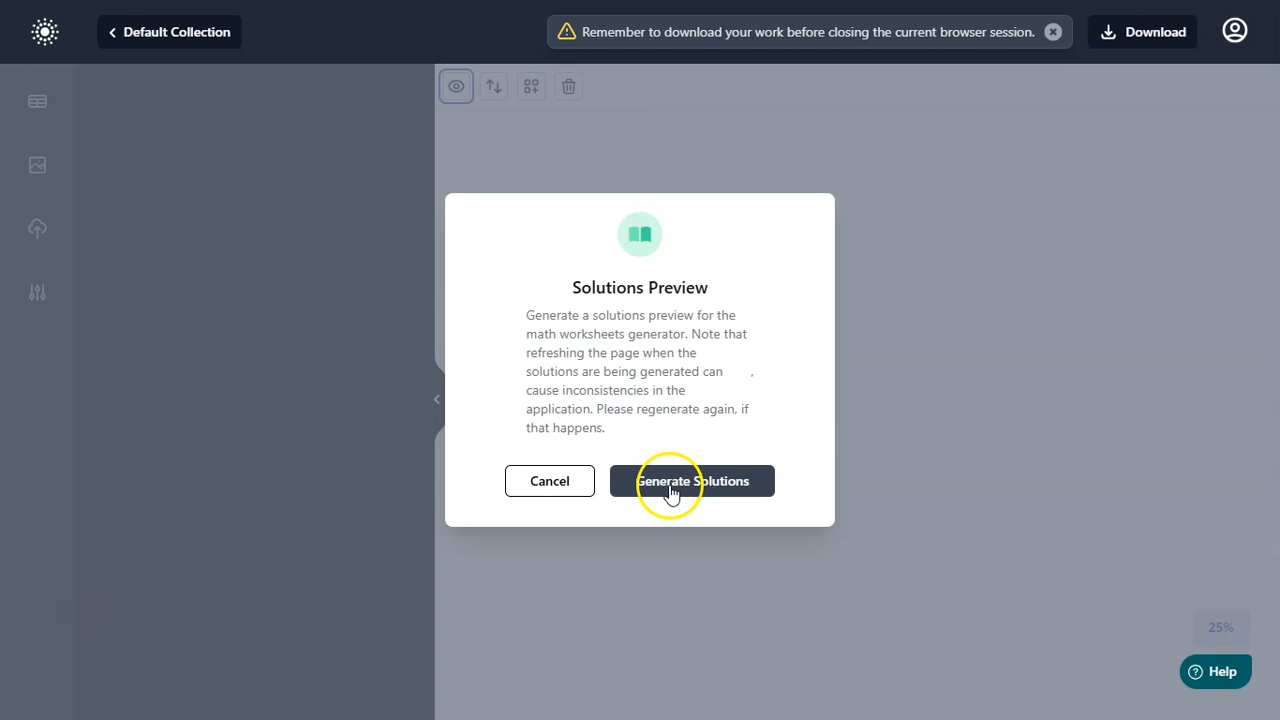 Default Collection
Remember to download your work before closing the current browser session.
Download
Solutions Preview
Generate a solutions preview for the
math worksheets generator. Note that
refreshing the page when the
solutions are being generated can ,
cause inconsistencies in the
application. Please regenerate again, if
that happens.
Cancel
Generate Solutions
25%
Help